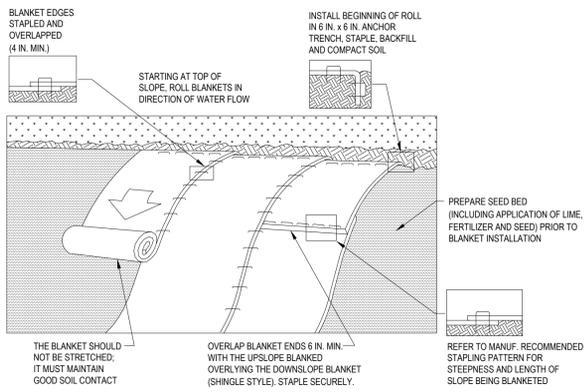 BLANKET EDGES
STAPLED AND
OVERLAPPED
(4 IN. MIN.)
STARTING AT TOP OF
SLOPE, ROLL BLANKETS IN
DIRECTION OF WATER FLOW
INSTALL BEGINNING OF ROLL
IN 6 IN. x 6 IN. ANCHOR
TRENCH, STAPLE, BACKFILL
AND COMPACT SOIL
PREPARE SEED BED
(INCLUDING APPLICATION OF LIME,
FERTILIZER AND SEED) PRIOR TO
BLANKET INSTALLATION
THE BLANKET SHOULD
NOT BE STRETCHED;
IT MUST MAINTAIN
GOOD SOIL CONTACT
OVERLAP BLANKET ENDS 6 IN. MIN.
WITH THE UPSLOPE BLANKED
OVERLYING THE DOWNSLOPE BLANKET
(SHINGLE STYLE). STAPLE SECURELY.
REFER TO MANUF. RECOMMENDED
STAPLING PATTERN FOR
STEEPNESS AND LENGTH OF
SLOPE BEING BLANKETED